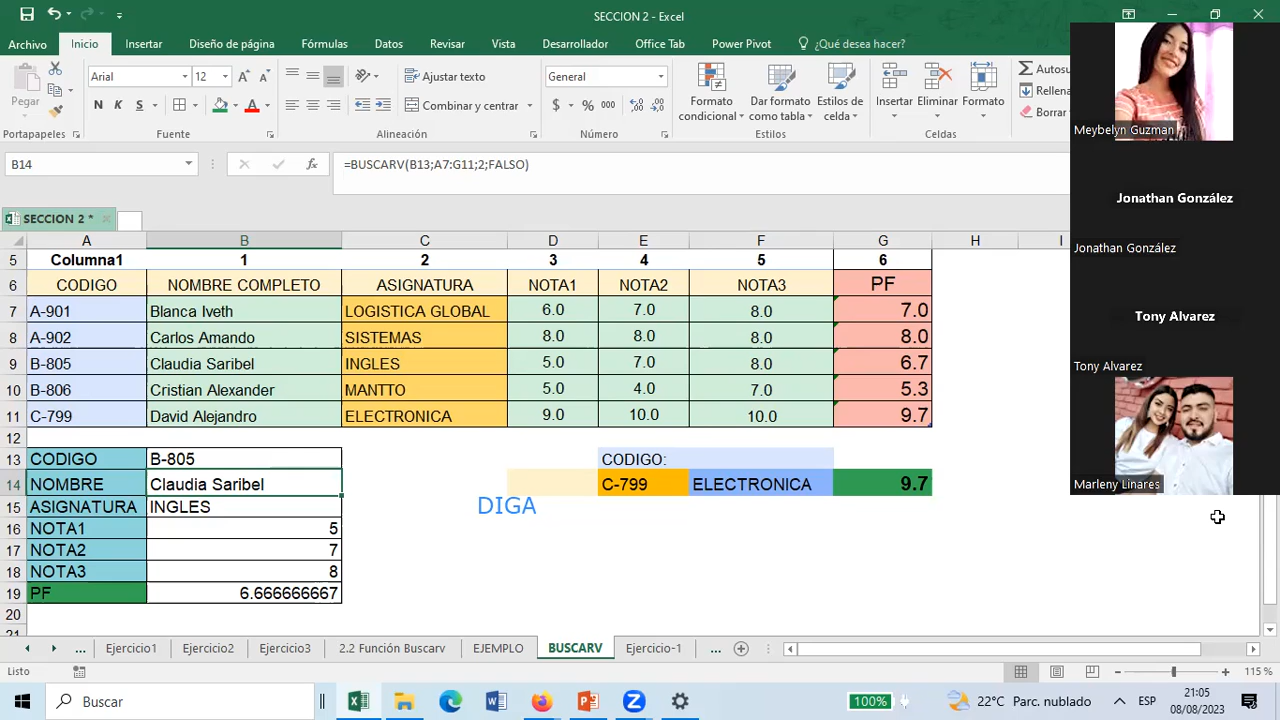 SECCION 2 - Excel
Archivo Inicio Insertar Diseño de página Fórmulas Datos Revisar Vista Office Tab Power Pivot ¿Qué desea hacer?
Pegar Arial 12 Ajustar texto General Formato condicional Dar formato como tabla Estilos de celda Insertar Eliminar Formato Autosu
N K S Combinar y centrar $ % 000 Rellena
Borrar
Portapapeles Fuente Alineación Número Estilos Celdas
B14 fx =BUSCARV(B13;A7:G11;2;FALSO)
SECCION 2 *
A B C D E F G H I
5 Columna1 1 2 3 4 5 6
6 CODIGO NOMBRE COMPLETO ASIGNATURA NOTA1 NOTA2 NOTA3 PF
7 A-901 Blanca Iveth LOGISTICA GLOBAL 6.0 7.0 8.0 7.0
8 A-902 Carlos Amando SISTEMAS 8.0 8.0 8.0 8.0
9 B-805 Claudia Saribel INGLES 5.0 7.0 8.0 6.7
10 B-806 Cristian Alexander MANTTO 5.0 4.0 7.0 5.3
11 C-799 David Alejandro ELECTRONICA 9.0 10.0 10.0 9.7
12
13 CODIGO B-805 CODIGO:
14 NOMBRE Claudia Saribel C-799 ELECTRONICA 9.7
15 ASIGNATURA INGLES DIGA
16 NOTA1 5
17 NOTA2 7
18 NOTA3 8
19 PF 6.666666667
20
21
Meybelyn Guzman
Jonathan González
Jonathan González
Tony Alvarez
Tony Alvarez
Marleny Linares
... Ejercicio1 Ejercicio2 Ejercicio3 2.2 Función Buscarv EJEMPLO BUSCARV Ejercicio-1 ...
Listo 115 %
Buscar 100% 22°C Parc. nublado ESP 21:05
08/08/2023